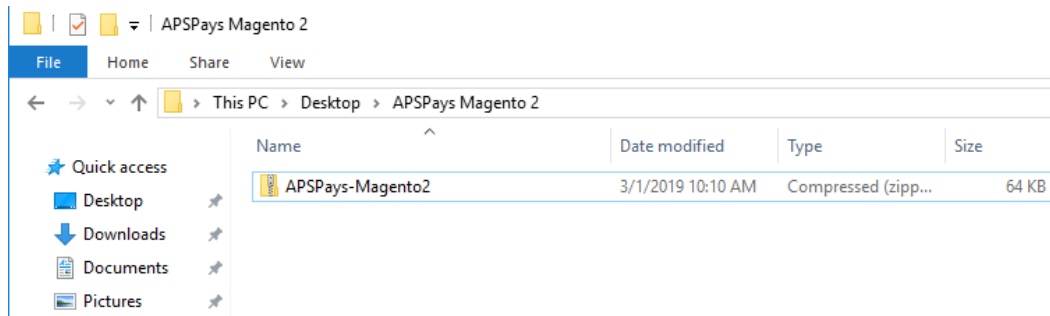 APSPays Magento 2
File Home Share View
This PC > Desktop > APSPays Magento 2
Name Date modified Type Size
Quick access
APSPays-Magento2 3/1/2019 10:10 AM Compressed (zipp... 64 KB
Desktop
Downloads
Documents
Pictures